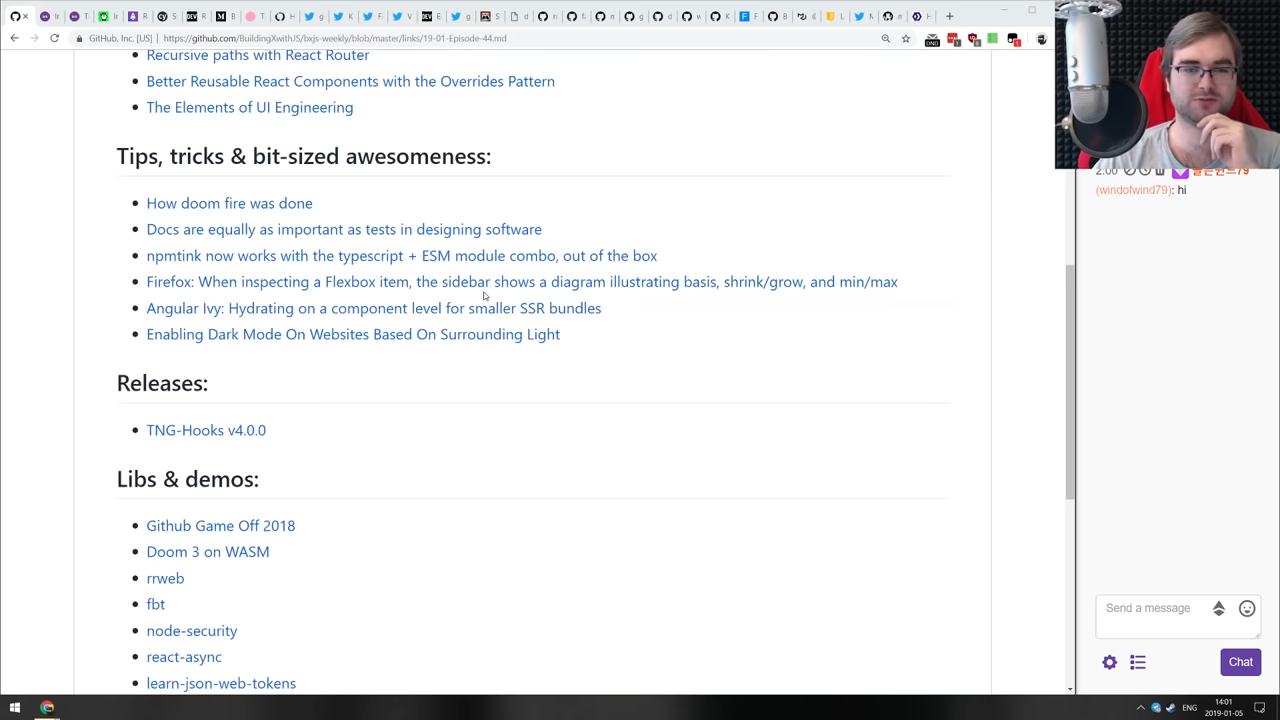 GitHub, Inc. [US] | https://github.com/BuildingXwithJS/bxjs-weekly/blob/master/links/19-01-Episode-44.md
Recursive paths with React Router
Better Reusable React Components with the Overrides Pattern
The Elements of UI Engineering
Tips, tricks & bit-sized awesomeness:
How doom fire was done
Docs are equally as important as tests in designing software
npmtink now works with the typescript + ESM module combo, out of the box
Firefox: When inspecting a Flexbox item, the sidebar shows a diagram illustrating basis, shrink/grow, and min/max
Angular Ivy: Hydrating on a component level for smaller SSR bundles
Enabling Dark Mode On Websites Based On Surrounding Light
Releases:
TNG-Hooks v4.0.0
Libs & demos:
Github Game Off 2018
Doom 3 on WASM
rrweb
fbt
node-security
react-async
learn-json-web-tokens
2:00
(windofwind79): hi
Send a message
Chat
ENG
14:01
2019-01-05